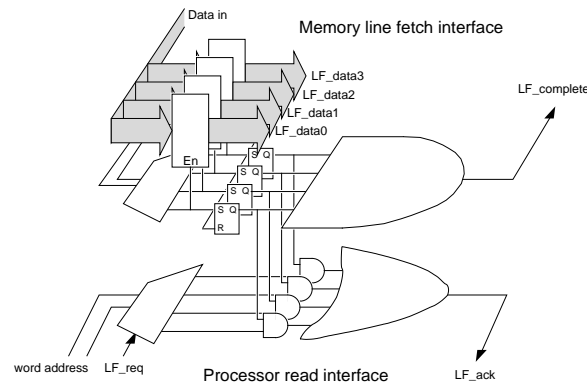 Data in
Memory line fetch interface
LF_data3
LF_data2
LF_data1
LF_data0
LF_complete
En
S Q
S Q
S Q
S Q
R
word address
LF_req
Processor read interface
LF_ack